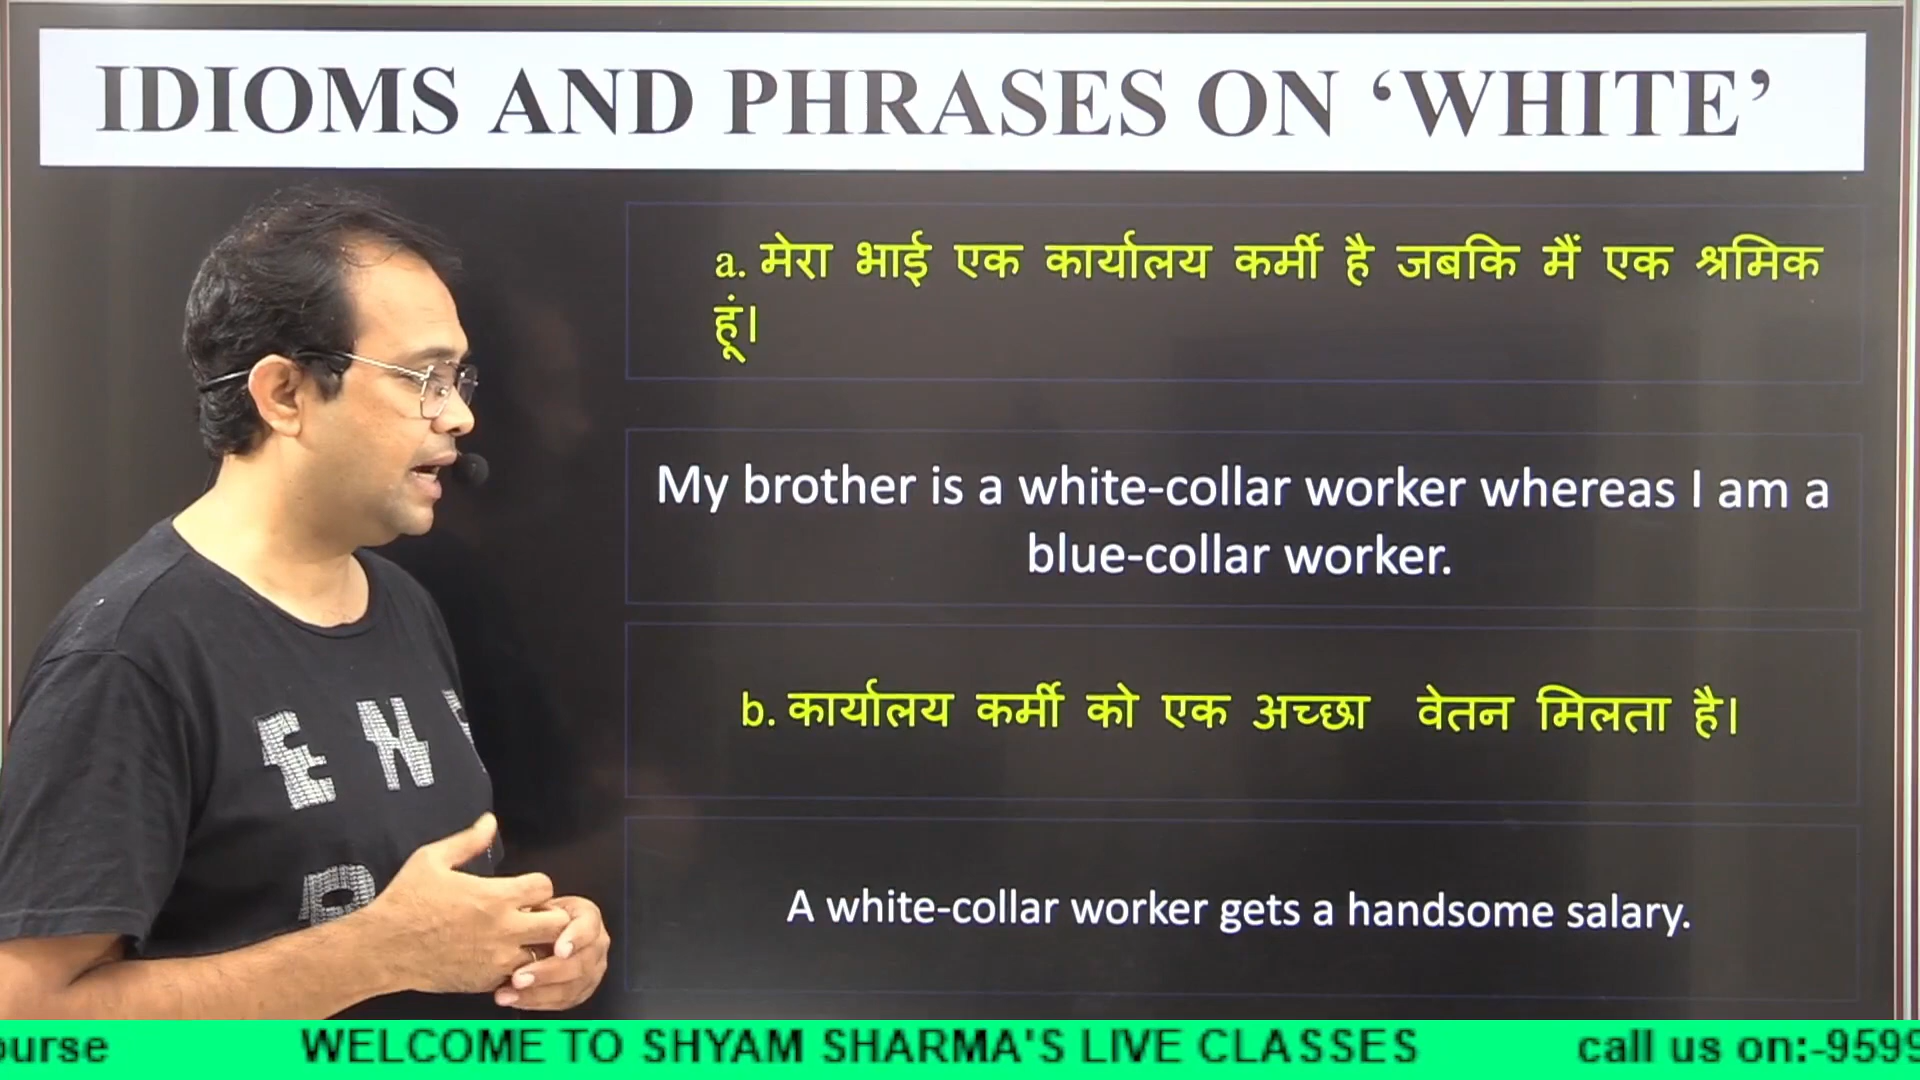 IDIOMS AND PHRASES ON ‘WHITE’
a. मेरा भाई एक कार्यालय कर्मी है जबकि मैं एक श्रमिक
हूं।
My brother is a white-collar worker whereas I am a
blue-collar worker.
b. कार्यालय कर्मी को एक अच्छा वेतन मिलता है।
A white-collar worker gets a handsome salary.
E N
WELCOME TO SHYAM SHARMA'S LIVE CLASSES call us on:-9599